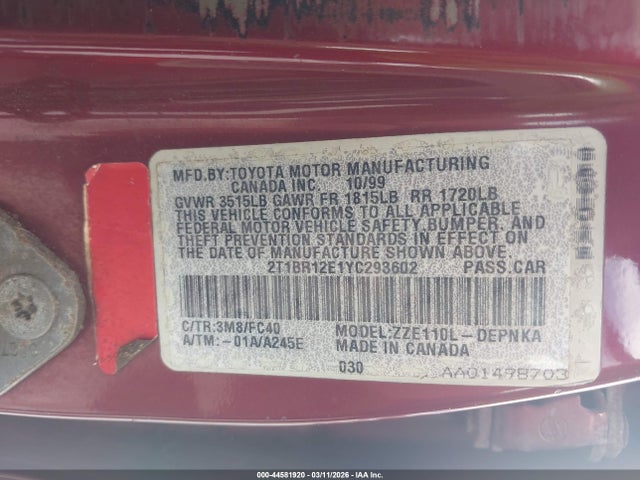 MFD.BY:TOYOTA MOTOR MANUFACTURING
CANADA INC. 10/99
GVWR 3515LB GAWR FR 1815LB RR 1720LB
THIS VEHICLE CONFORMS TO ALL APPLICABLE
FEDERAL MOTOR VEHICLE SAFETY,BUMPER, AND
THEFT PREVENTION STANDARDS IN EFFECT ON
THE DATE OF MANUFACTURE SHOWN ABOVE.
2T1BR12E1YC293602 PASS.CAR
C/TR:3M8/FC40 MODEL:ZZE110L-DEPNKA
A/TM:-01A/A245E MADE IN CANADA
030
AA01498703
000-44581920 - 03/11/2026 - IAA Inc.